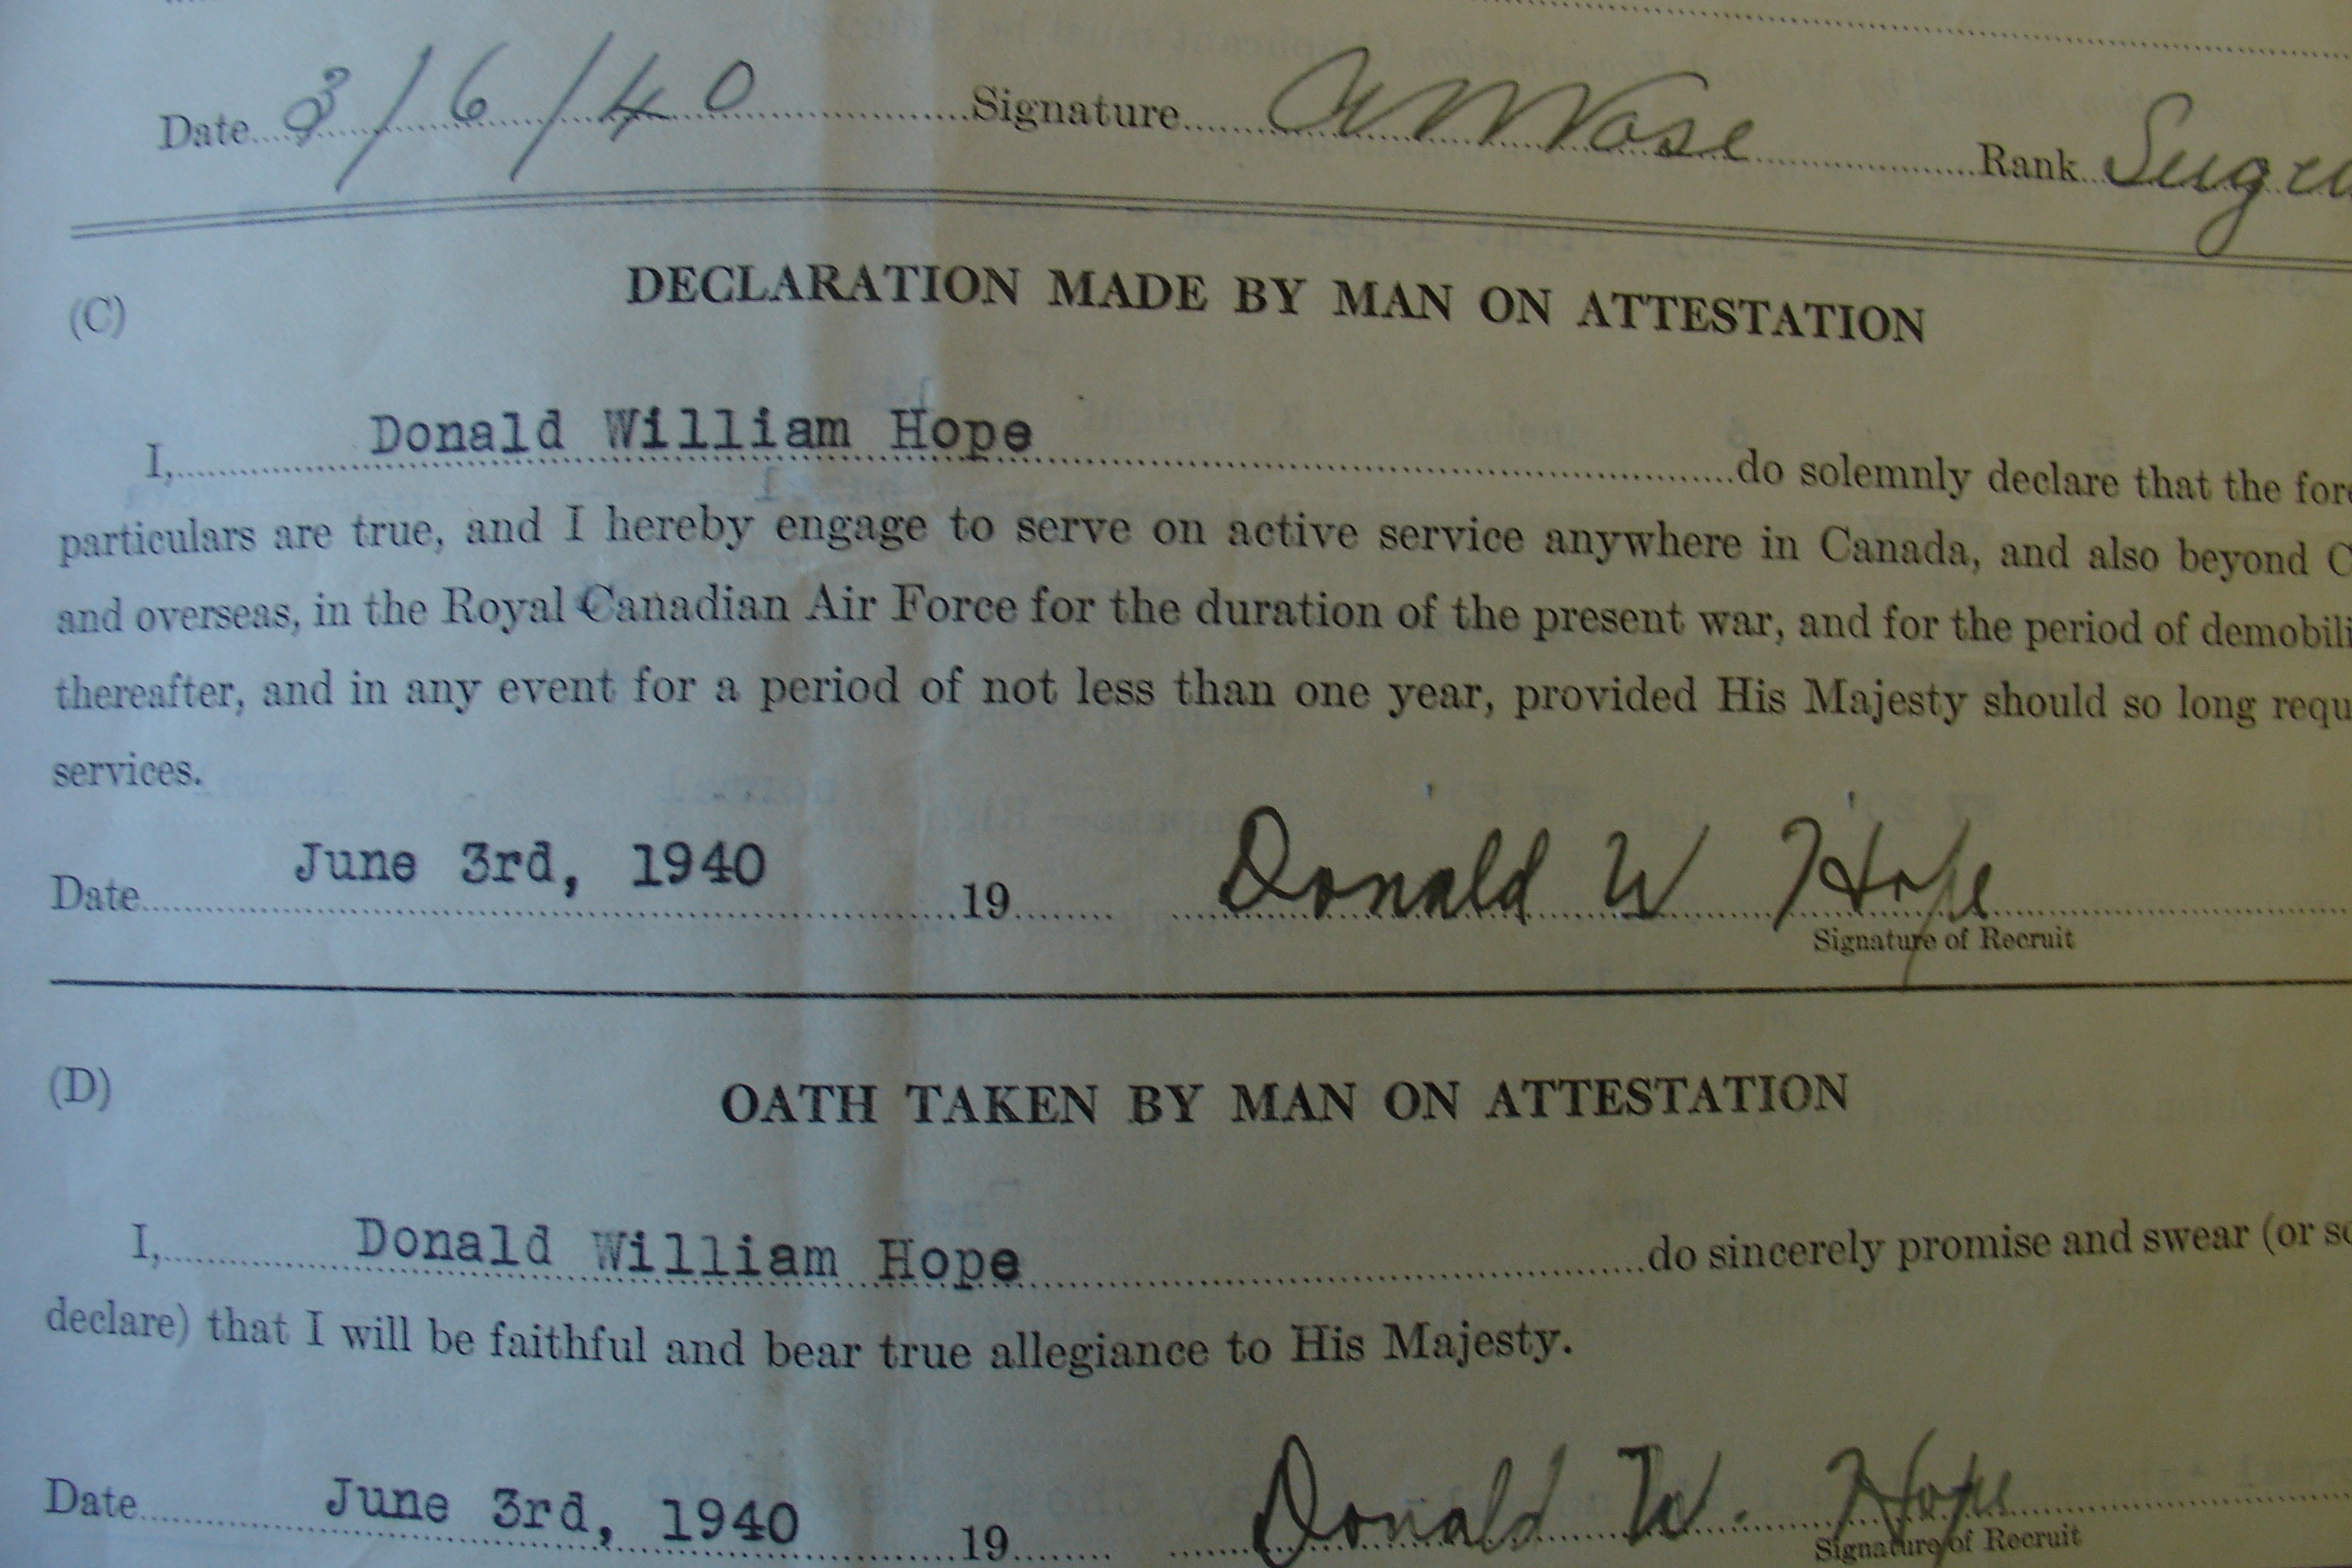 Date 3/6/40 Signature Rank
(C) DECLARATION MADE BY MAN ON ATTESTATION
I, Donald William Hope do solemnly declare that the fore
particulars are true, and I hereby engage to serve on active service anywhere in Canada, and also beyond C
and overseas, in the Royal Canadian Air Force for the duration of the present war, and for the period of demobili
thereafter, and in any event for a period of not less than one year, provided His Majesty should so long requ
services.
Date June 3rd, 1940 19 Donald W Hope
Signature of Recruit
(D) OATH TAKEN BY MAN ON ATTESTATION
I, Donald William Hope do sincerely promise and swear (or so
declare) that I will be faithful and bear true allegiance to His Majesty.
Date June 3rd, 1940 19 Donald W. Hope
Signature of Recruit